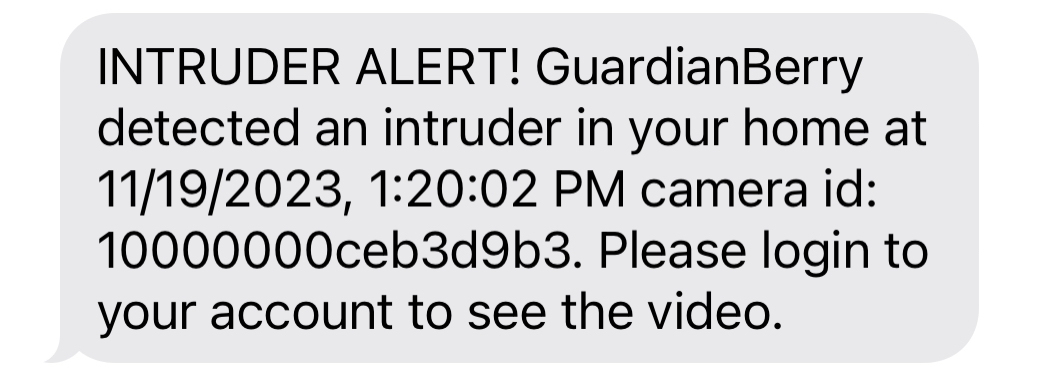 INTRUDER ALERT! GuardianBerry
detected an intruder in your home at
11/19/2023, 1:20:02 PM camera id:
10000000ceb3d9b3. Please login to
your account to see the video.